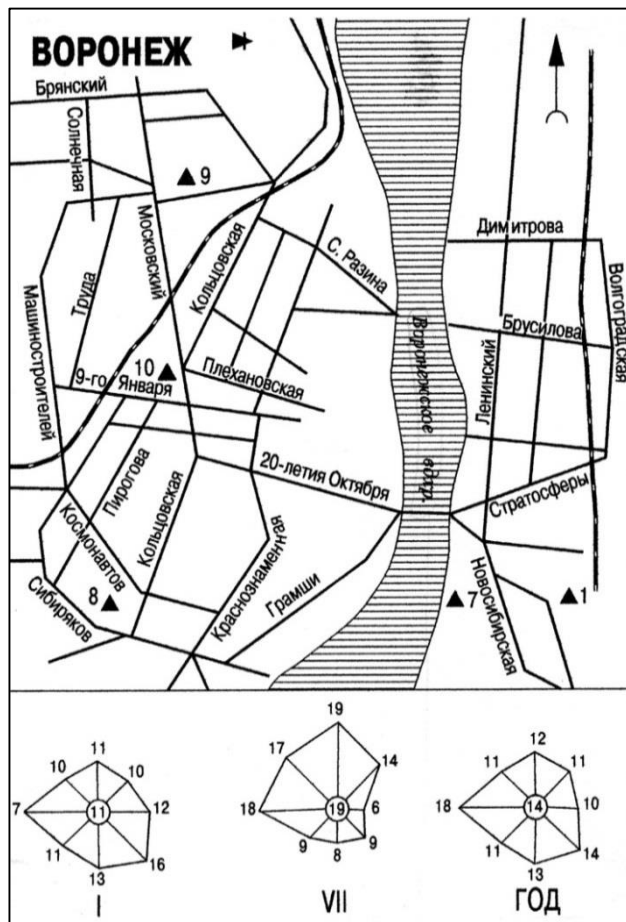 ВОРОНЕЖ
Брянский
Солнечная
9
Димитрова
С. Разина
Московский
Кольцовская
Волгоградская
Труда
Машиностроителей
Воронежское вдхр.
Брусилова
Ленинский
10
9-го Января
Плехановская
20-летия Октября
Пирогова
Кольцовская
Стратосферы
Космонавтов
Краснознаменная
Грамши
Новосибирская
8
7
1
Сибиряков
11
10
10
7
11
12
11
16
13
I
19
17
14
18
19
6
9
9
8
VII
12
11
11
18
14
10
11
14
13
ГОД